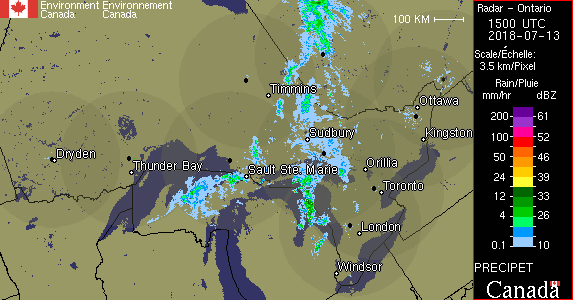 Environment Environnement
Canada Canada
100 KM
Timmins
Ottawa
Sudbury
Kingston
Dryden
Thunder Bay
Sault Ste. Marie
Orillia
Toronto
London
Windsor
Radar - Ontario
1500 UTC
2018-07-13
Scale/Échelle:
3.5 km/Pixel
Rain/Pluie
mm/hr dBZ
200 61
100 52
50 46
24 39
12 33
4 26
0.1 10
PRECIPET
Canada